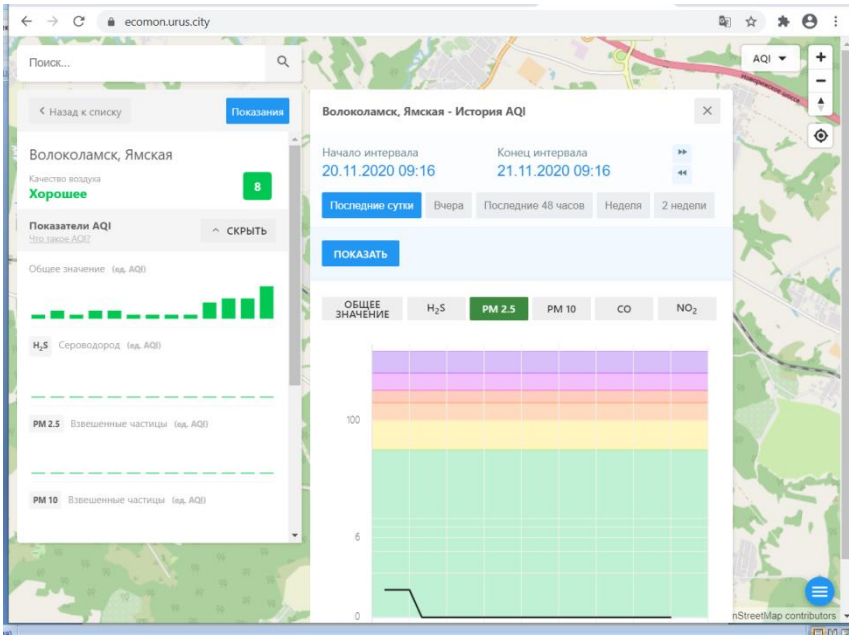 ecomon.urus.city
Поиск...
AQI
Назад к списку
Показания
Волоколамск, Ямская
Качество воздуха
Хорошее
8
Показатели AQI
Что такое AQI?
СКРЫТЬ
Общее значение (ед. AQI)
H₂S Сероводород (ед. AQI)
PM 2.5 Взвешенные частицы (ед. AQI)
PM 10 Взвешенные частицы (ед. AQI)
Волоколамск, Ямская - История AQI
Начало интервала
20.11.2020 09:16
Конец интервала
21.11.2020 09:16
Последние сутки
Вчера
Последние 48 часов
Неделя
2 недели
ПОКАЗАТЬ
ОБЩЕЕ
ЗНАЧЕНИЕ
H₂S
PM 2.5
PM 10
CO
NO₂
100
6
0
nStreetMap contributors